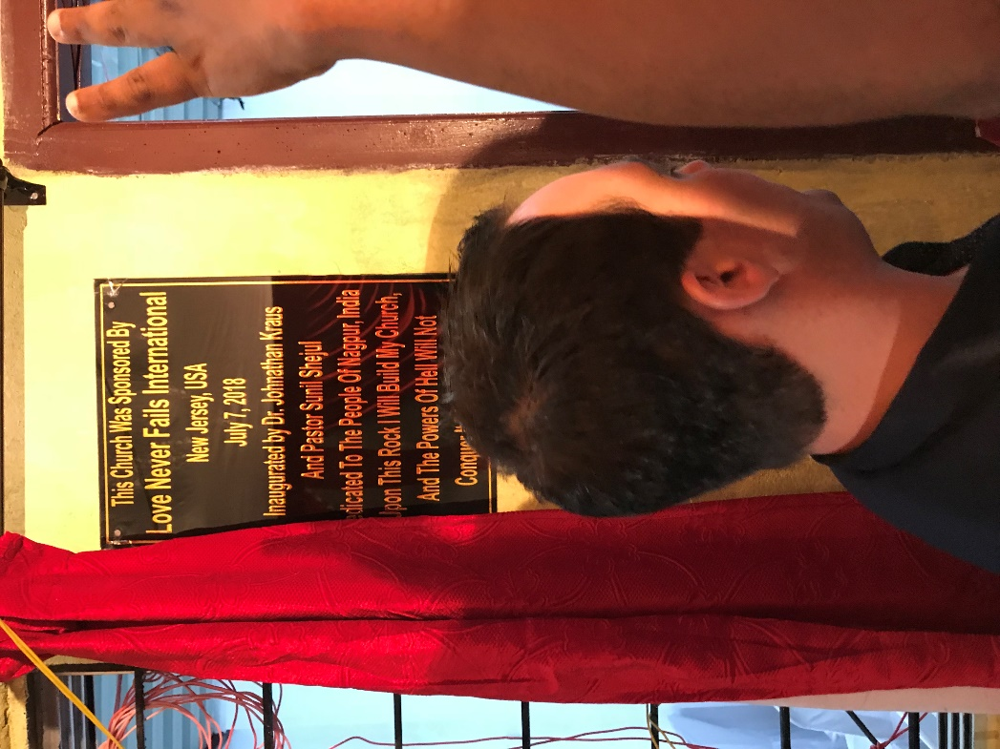 This Church Was Sponsored By
Love Never Fails International
New Jersey, USA
July 7, 2018
Inaugurated by Dr. Johnathan Kraus
And Pastor Sunil Shejul
edicated To The People Of Nagpur, India
Upon This Rock I Will Build My Church,
And The Powers Of Hell Will Not
Conquer